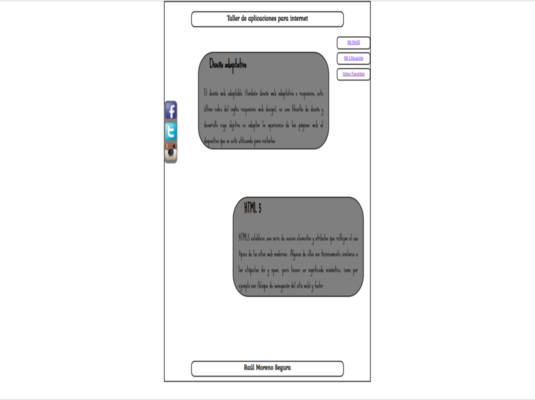 Taller de aplicaciones para internet
Mi Perfil
Mi Ubicación
Sitios Favoritos
Diseño adaptativo
El diseño web adaptable (también diseño web adaptativo o responsivo, este
último calco del inglés responsive web design), es una filosofía de diseño y
desarrollo cuyo objetivo es adaptar la apariencia de las páginas web al
dispositivo que se esté utilizando para visitarlas.
HTML 5
HTML5 establece una serie de nuevos elementos y atributos que reflejan el uso
típico de los sitios web modernos. Algunos de ellos son técnicamente similares a
las etiquetas div y span, pero tienen un significado semántico, como por
ejemplo nav (bloque de navegación del sitio web) y footer.
Raúl Moreno Segura